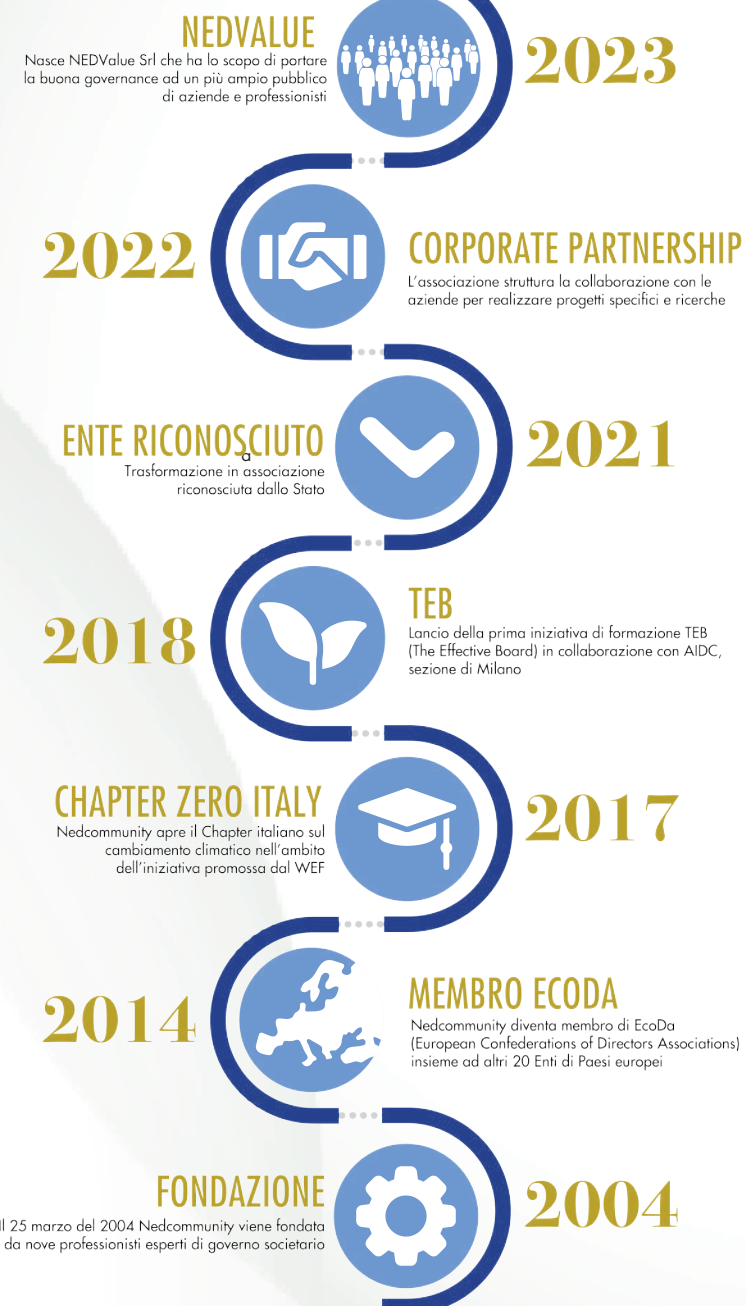 NEDVALUE
Nasce NEDValue Srl che ha lo scopo di portare
la buona governance ad un più ampio pubblico
di aziende e professionisti
2023
2022
CORPORATE PARTNERSHIP
L'associazione struttura la collaborazione con le
aziende per realizzare progetti specifici e ricerche
ENTE RICONOSCIUTO
a
Trasformazione in associazione
riconosciuta dallo Stato
2021
2018
TEB
Lancio della prima iniziativa di formazione TEB
(The Effective Board) in collaborazione con AIDC,
sezione di Milano
CHAPTER ZERO ITALY
Nedcommunity apre il Chapter italiano sul
cambiamento climatico nell'ambito
dell'iniziativa promossa dal WEF
2017
2014
MEMBRO ECODA
Nedcommunity diventa membro di EcoDa
(European Confederations of Directors Associations)
insieme ad altri 20 Enti di Paesi europei
FONDAZIONE
Il 25 marzo del 2004 Nedcommunity viene fondata
da nove professionisti esperti di governo societario
2004